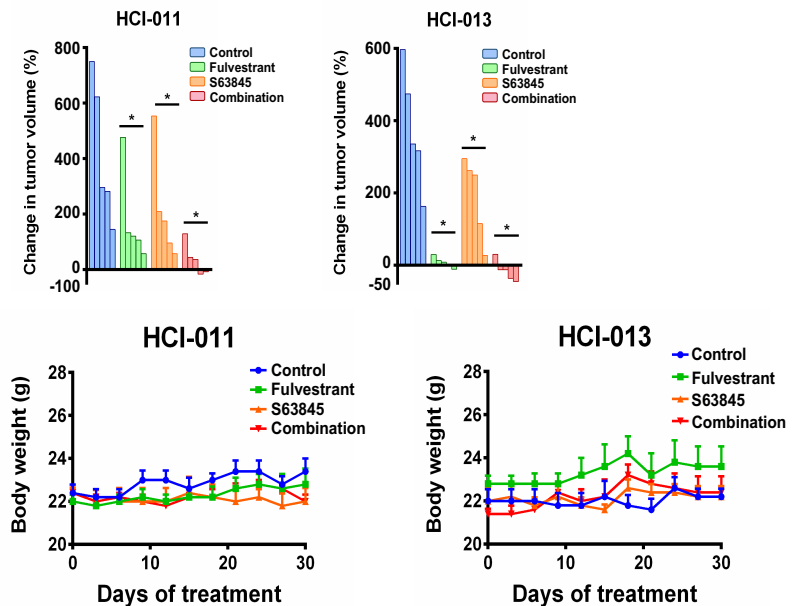 HCI-011
Change in tumor volume (%)
800
600
400
200
0
-100
Control
Fulvestrant
S63845
Combination
*
*
*
HCI-013
Change in tumor volume (%)
600
400
200
0
-50
Control
Fulvestrant
S63845
Combination
*
*
*
HCI-011
Body weight (g)
28
26
24
22
20
0 10 20 30
Days of treatment
Control
Fulvestrant
S63845
Combination
HCI-013
Body weight (g)
28
26
24
22
20
0 10 20 30
Days of treatment
Control
Fulvestrant
S63845
Combination